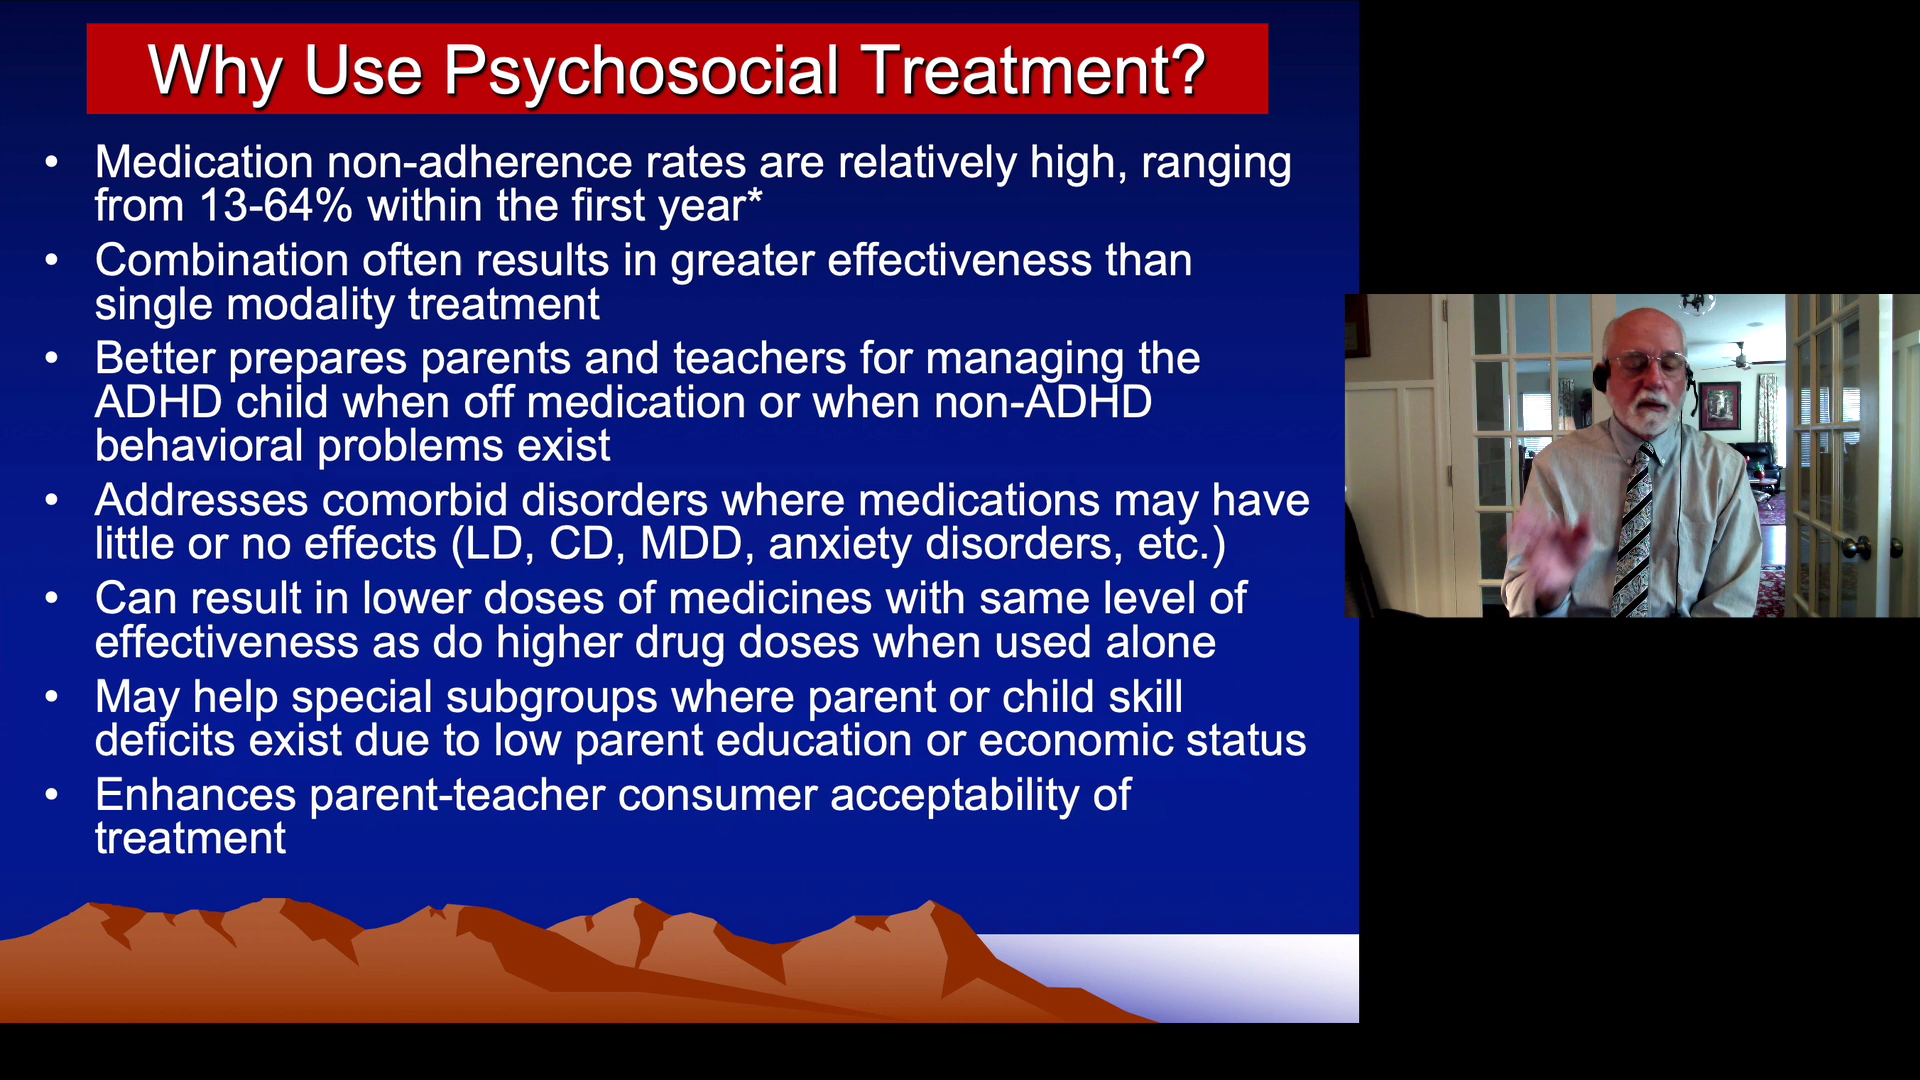 Why Use Psychosocial Treatment?
• Medication non-adherence rates are relatively high, ranging
from 13-64% within the first year*
• Combination often results in greater effectiveness than
single modality treatment
• Better prepares parents and teachers for managing the
ADHD child when off medication or when non-ADHD
behavioral problems exist
• Addresses comorbid disorders where medications may have
little or no effects (LD, CD, MDD, anxiety disorders, etc.)
• Can result in lower doses of medicines with same level of
effectiveness as do higher drug doses when used alone
• May help special subgroups where parent or child skill
deficits exist due to low parent education or economic status
• Enhances parent-teacher consumer acceptability of
treatment